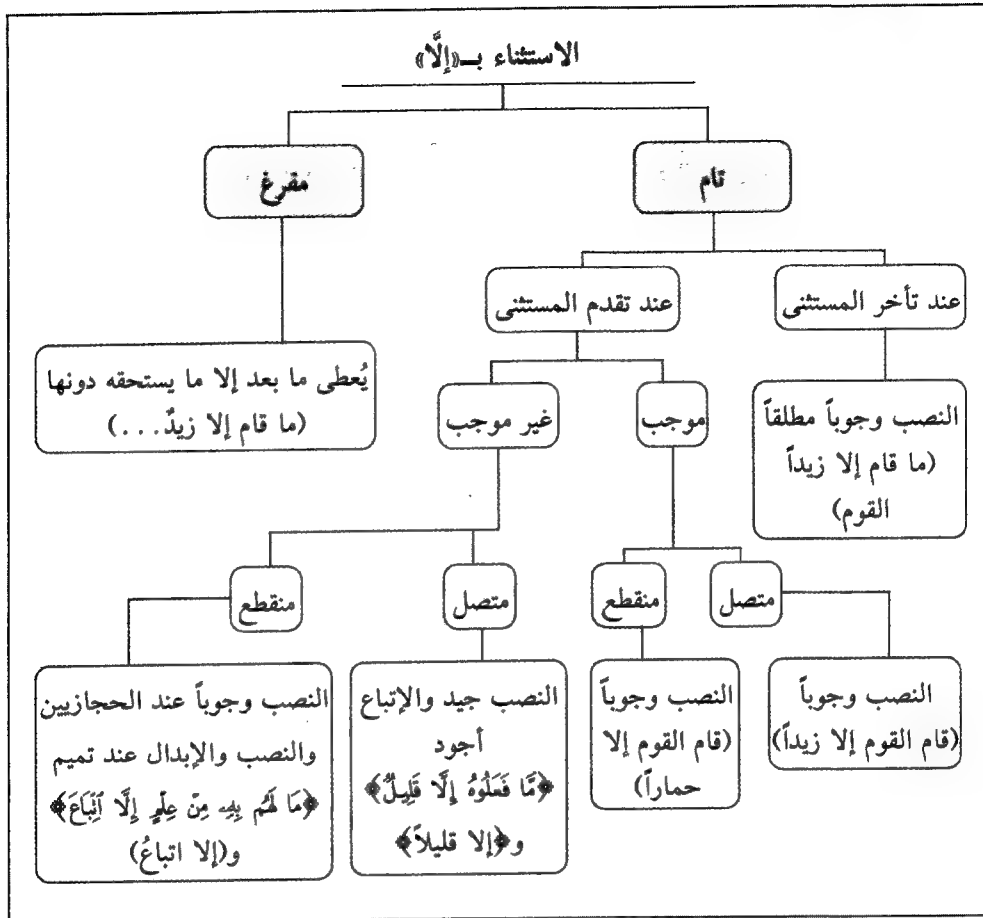 الاستثناء بـ«إلَّا»
تام
مفرغ
عند تأخر المستثنى
عند تقدم المستثنى
النصب وجوباً مطلقاً
(ما قام إلا زيداً
القوم)
موجب
غير موجب
يُعطى ما بعد إلا ما يستحقه دونها
(ما قام إلا زيدٌ...)
متصل
منقطع
متصل
منقطع
النصب وجوباً
(قام القوم إلا زيداً)
النصب وجوباً
(قام القوم إلا
حماراً)
النصب جيد والإتباع
أجود
﴿مَّا فَعَلُوهُ إِلَّا قَلِيلٌ﴾
و﴿إلا قليلاً﴾
النصب وجوباً عند الحجازيين
والنصب والإبدال عند تميم
﴿مَا لَهُم بِهِۦ مِنْ عِلْمٍ إِلَّا ٱتِّبَاعَ﴾
و(إلا اتباعُ)